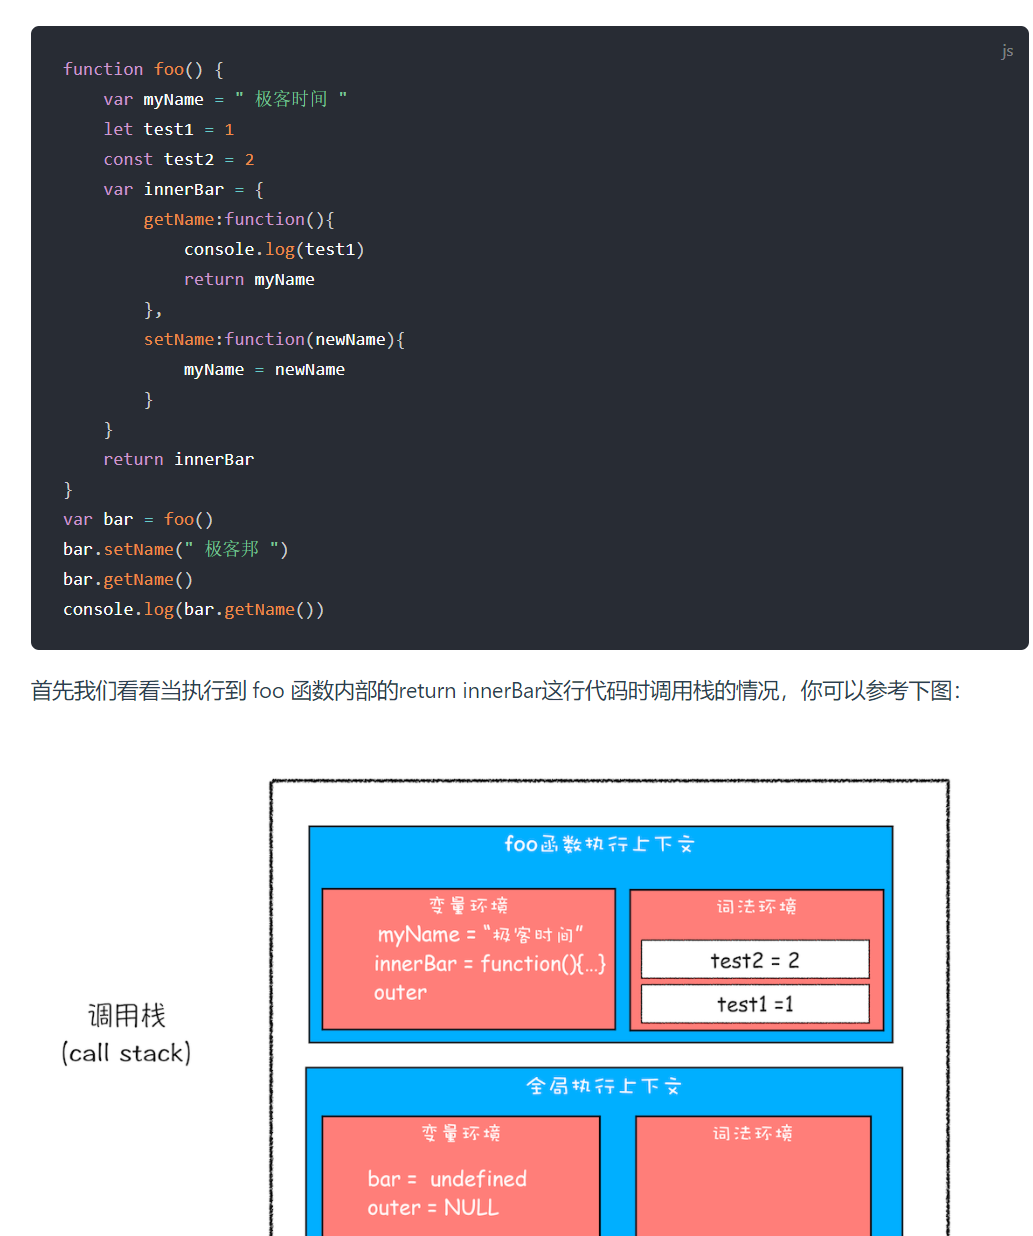 js
function foo() {
    var myName = " 极客时间 "
    let test1 = 1
    const test2 = 2
    var innerBar = {
        getName:function(){
            console.log(test1)
            return myName
        },
        setName:function(newName){
            myName = newName
        }
    }
    return innerBar
}
var bar = foo()
bar.setName(" 极客邦 ")
bar.getName()
console.log(bar.getName())
首先我们看看当执行到 foo 函数内部的return innerBar这行代码时调用栈的情况，你可以参考下图：
foo函数执行上下文
变量环境
myName = “极客时间”
innerBar = function(){...}
outer
词法环境
test2 = 2
test1 =1
调用栈
(call stack)
全局执行上下文
变量环境
bar = undefined
outer = NULL
词法环境